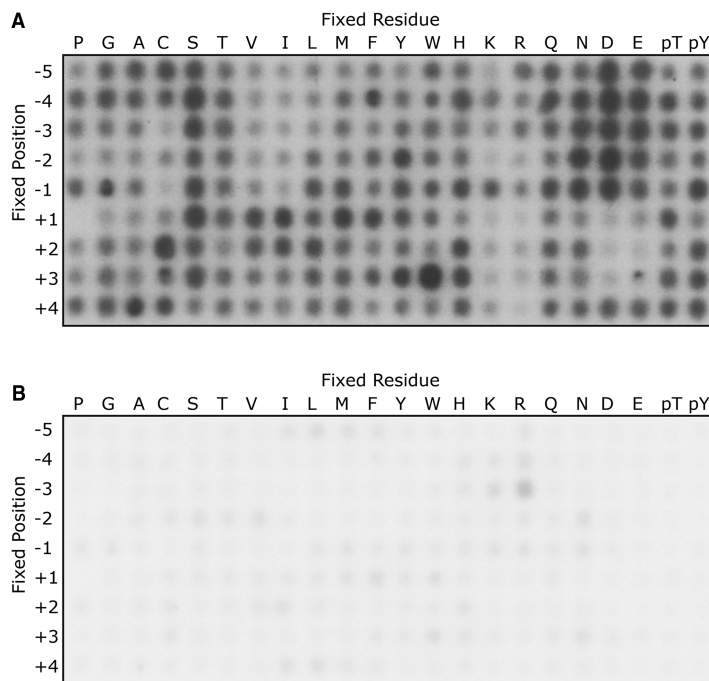 A
Fixed Residue
P G A C S T V I L M F Y W H K R Q N D E pT pY
Fixed Position
-5
-4
-3
-2
-1
+1
+2
+3
+4
B
Fixed Residue
P G A C S T V I L M F Y W H K R Q N D E pT pY
Fixed Position
-5
-4
-3
-2
-1
+1
+2
+3
+4